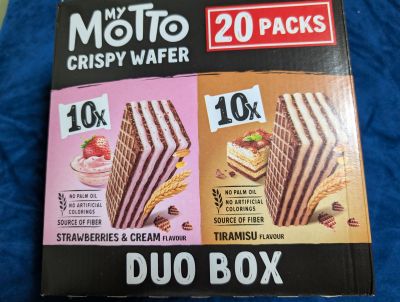 MY
MOTTO
CRISPY WAFER
20 PACKS
10X
NO PALM OIL
NO ARTIFICIAL
COLORINGS
SOURCE OF FIBER
STRAWBERRIES & CREAM FLAVOUR
10X
NO PALM OIL
NO ARTIFICIAL
COLORINGS
SOURCE OF FIBER
TIRAMISU FLAVOUR
DUO BOX